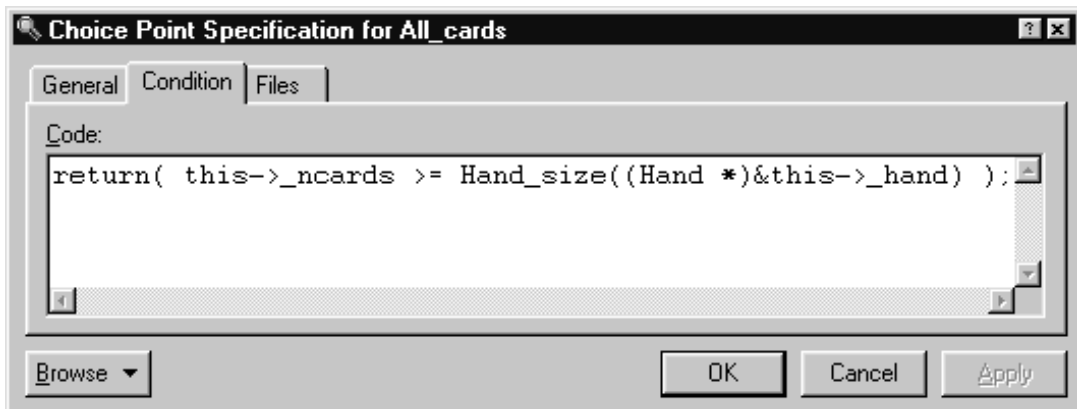 Choice Point Specification for All_cards
General Condition Files
Code:
return( this->_ncards >= Hand_size((Hand *)&this->_hand) );
Browse OK Cancel Apply